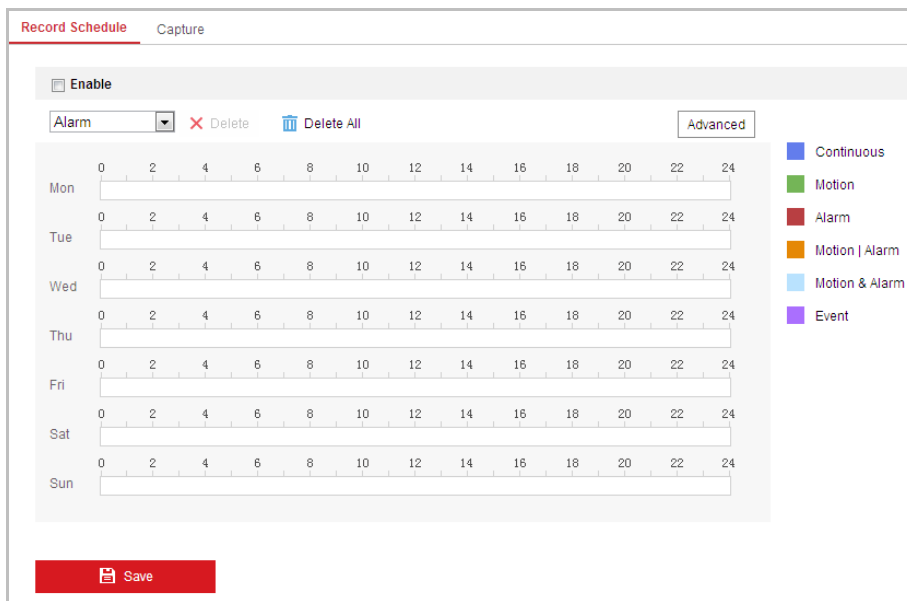 Record Schedule Capture
Enable
Alarm Delete Delete All Advanced
Continuous
Motion
Alarm
Motion | Alarm
Motion & Alarm
Event
0 2 4 6 8 10 12 14 16 18 20 22 24
Mon
0 2 4 6 8 10 12 14 16 18 20 22 24
Tue
0 2 4 6 8 10 12 14 16 18 20 22 24
Wed
0 2 4 6 8 10 12 14 16 18 20 22 24
Thu
0 2 4 6 8 10 12 14 16 18 20 22 24
Fri
0 2 4 6 8 10 12 14 16 18 20 22 24
Sat
0 2 4 6 8 10 12 14 16 18 20 22 24
Sun
Save